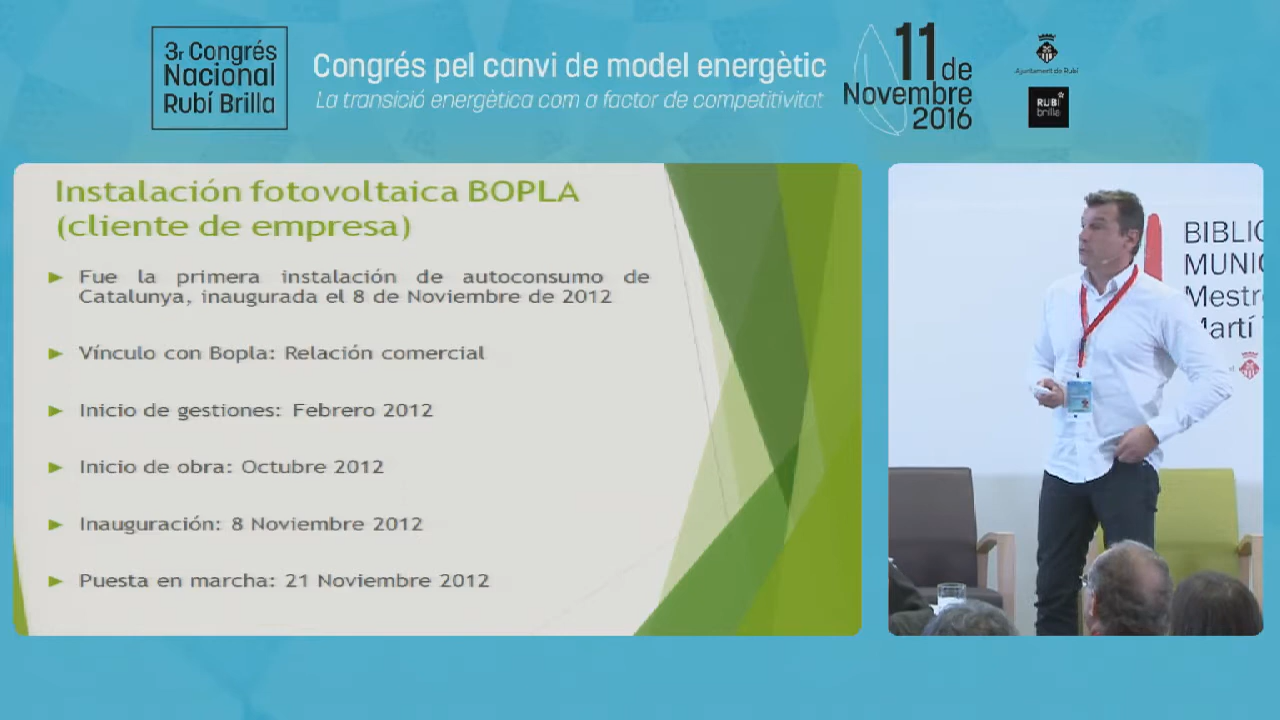 3r Congrés
Nacional
Rubí Brilla
Congrés pel canvi de model energètic
La transició energètica com a factor de competitivitat
11 de
Novembre
2016
Ajuntament de Rubí
RUBÍ
brilla
Instalación fotovoltaica BOPLA
(cliente de empresa)
► Fue la primera instalación de autoconsumo de
Catalunya, inaugurada el 8 de Noviembre de 2012
► Vínculo con Bopla: Relación comercial
► Inicio de gestiones: Febrero 2012
► Inicio de obra: Octubre 2012
► Inauguración: 8 Noviembre 2012
► Puesta en marcha: 21 Noviembre 2012
BIBLIO
MUNIC
Mestr
Martí